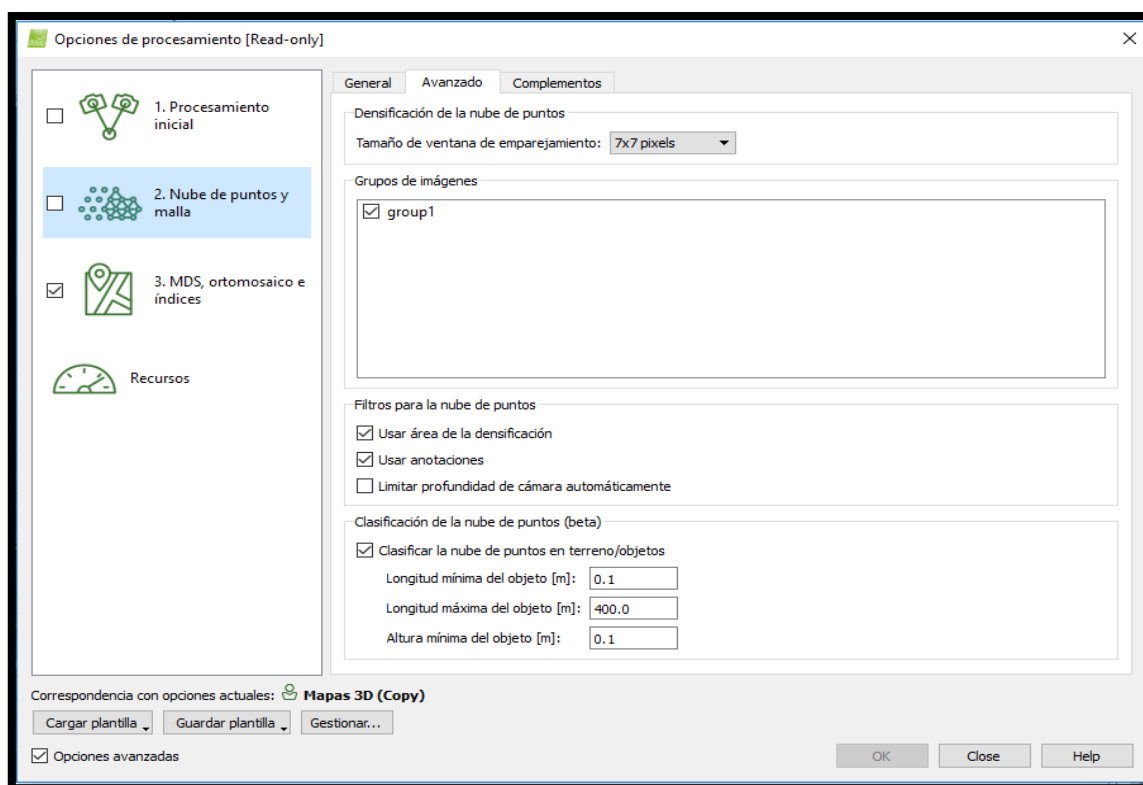 Opciones de procesamiento [Read-only]
1. Procesamiento
inicial
2. Nube de puntos y
malla
3. MDS, ortomosaico e
índices
Recursos
General Avanzado Complementos
Densificación de la nube de puntos
Tamaño de ventana de emparejamiento: 7x7 pixels
Grupos de imágenes
group1
Filtros para la nube de puntos
Usar área de la densificación
Usar anotaciones
Limitar profundidad de cámara automáticamente
Clasificación de la nube de puntos (beta)
Clasificar la nube de puntos en terreno/objetos
Longitud mínima del objeto [m]: 0.1
Longitud máxima del objeto [m]: 400.0
Altura mínima del objeto [m]: 0.1
Correspondencia con opciones actuales: Mapas 3D (Copy)
Cargar plantilla Guardar plantilla Gestionar...
Opciones avanzadas
OK Close Help